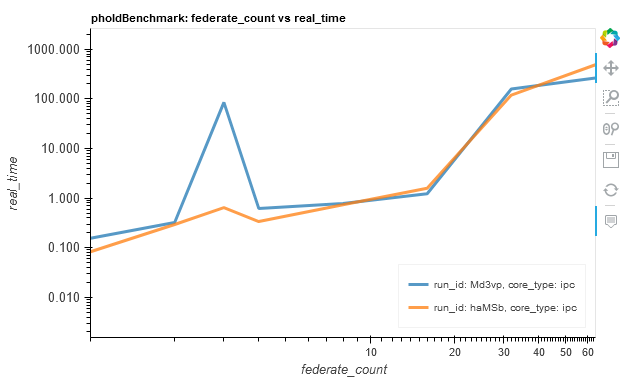 pholdBenchmark: federate_count vs real_time
1000.000
100.000
10.000
1.000
0.100
0.010
real_time
run_id: Md3vp, core_type: ipc
run_id: haMSb, core_type: ipc
10 20 30 40 50 60
federate_count